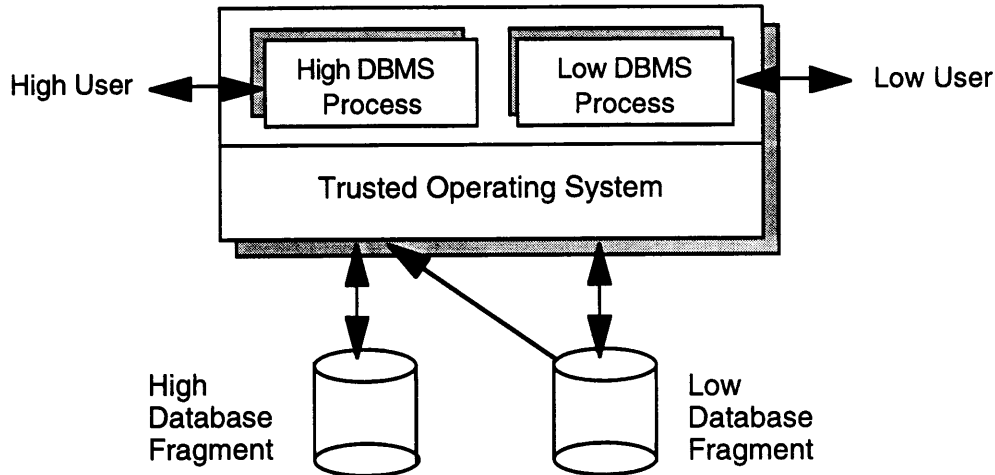 High User
High DBMS
Process
Low DBMS
Process
Low User
Trusted Operating System
High
Database
Fragment
Low
Database
Fragment